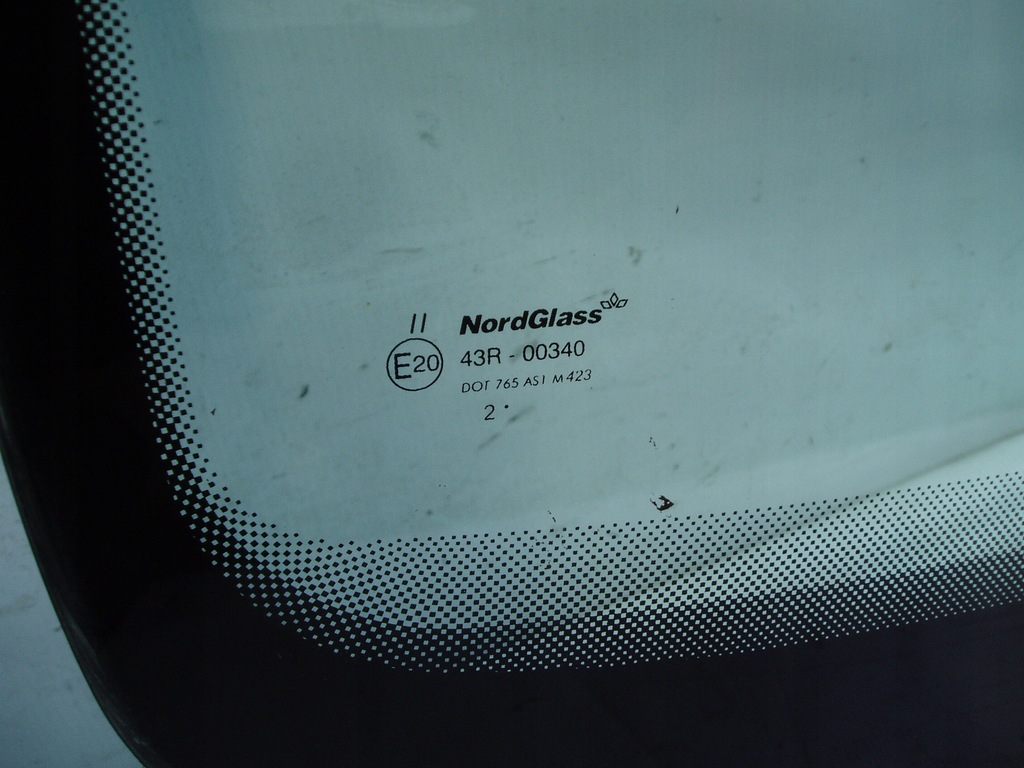 II
NordGlass
E20
43R - 00340
DOT 765 AS1 M423
2 •